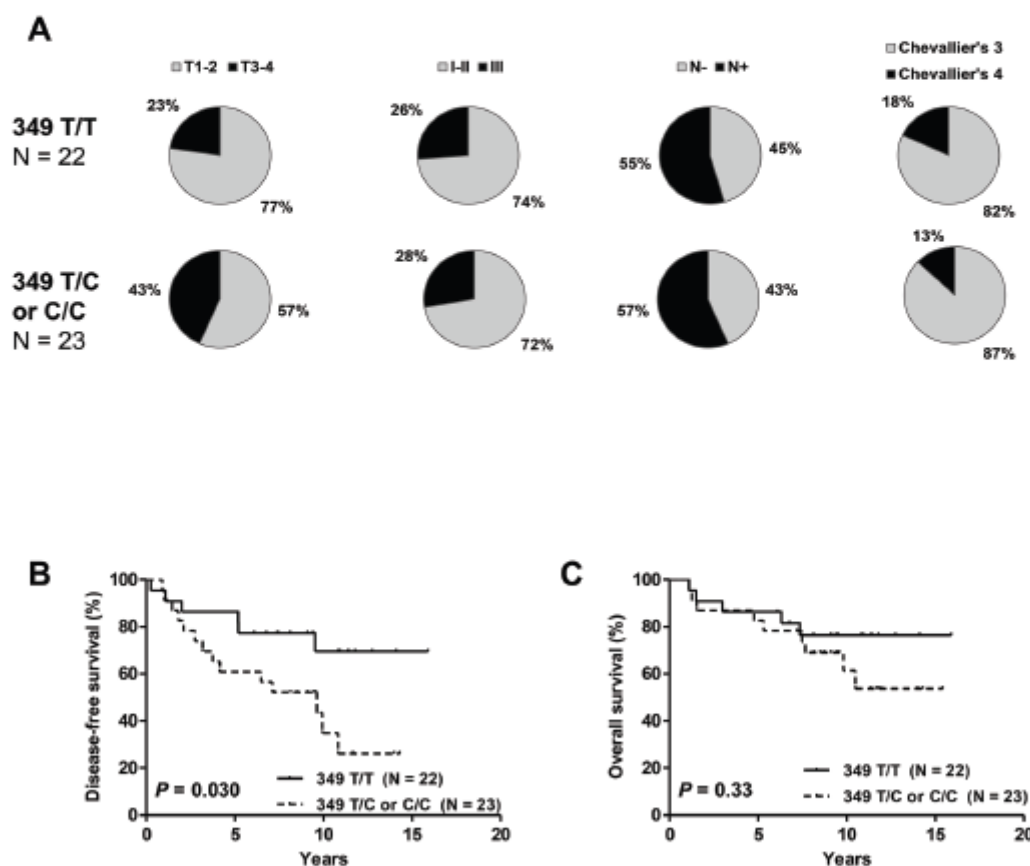 A
T1-2 T3-4
I-II III
N- N+
Chevallier's 3
Chevallier's 4
349 T/T
N = 22
23%
77%
26%
74%
55%
45%
18%
82%
349 T/C
or C/C
N = 23
43%
57%
28%
72%
57%
43%
13%
87%
B
Disease-free survival (%)
100
80
60
40
20
0
P = 0.030
349 T/T (N = 22)
349 T/C or C/C (N = 23)
0 5 10 15 20
Years
C
Overall survival (%)
100
80
60
40
20
0
P = 0.33
349 T/T (N = 22)
349 T/C or C/C (N = 23)
0 5 10 15 20
Years